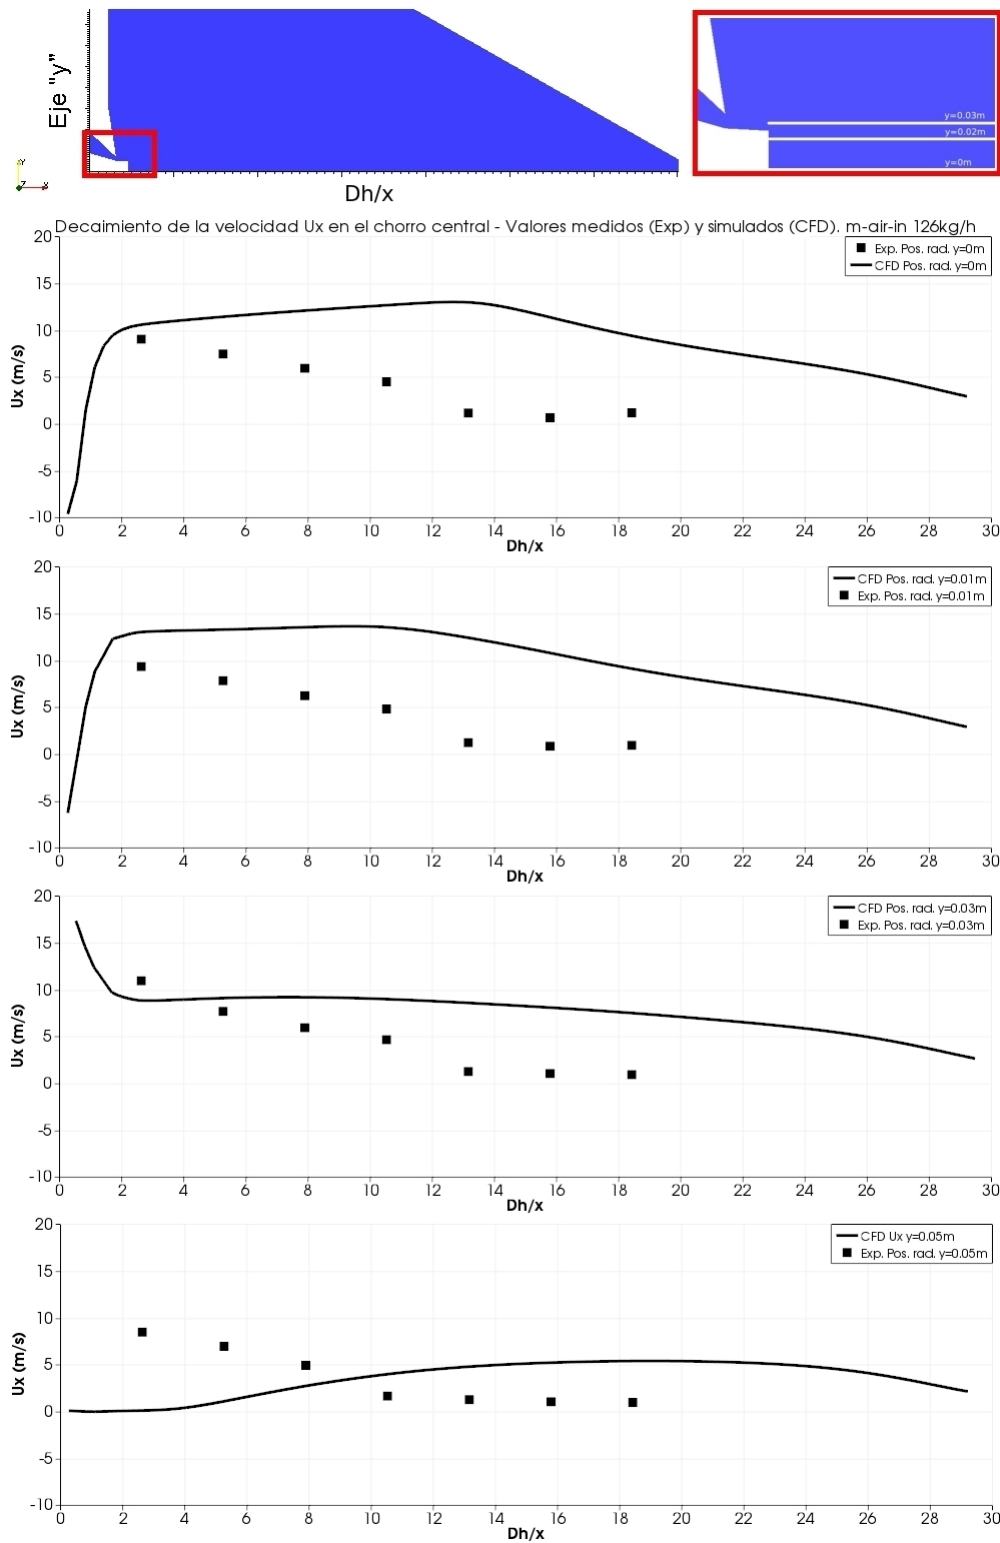 Eje "y"
Dh/x
y=0.03m
y=0.02m
y=0m
Decaimiento de la velocidad Ux en el chorro central - Valores medidos (Exp) y simulados (CFD). m-air-in 126kg/h
Exp. Pos. rad. y=0m
CFD Pos. rad. y=0m
Ux (m/s)
20
15
10
5
0
-5
-10
0 2 4 6 8 10 12 14 16 18 20 22 24 26 28 30
Dh/x
CFD Pos. rad. y=0.01m
Exp. Pos. rad. y=0.01m
Ux (m/s)
20
15
10
5
0
-5
-10
0 2 4 6 8 10 12 14 16 18 20 22 24 26 28 30
Dh/x
CFD Pos. rad. y=0.03m
Exp. Pos. rad. y=0.03m
Ux (m/s)
20
15
10
5
0
-5
-10
0 2 4 6 8 10 12 14 16 18 20 22 24 26 28 30
Dh/x
CFD Ux y=0.05m
Exp. Pos. rad. y=0.05m
Ux (m/s)
20
15
10
5
0
-5
-10
0 2 4 6 8 10 12 14 16 18 20 22 24 26 28 30
Dh/x